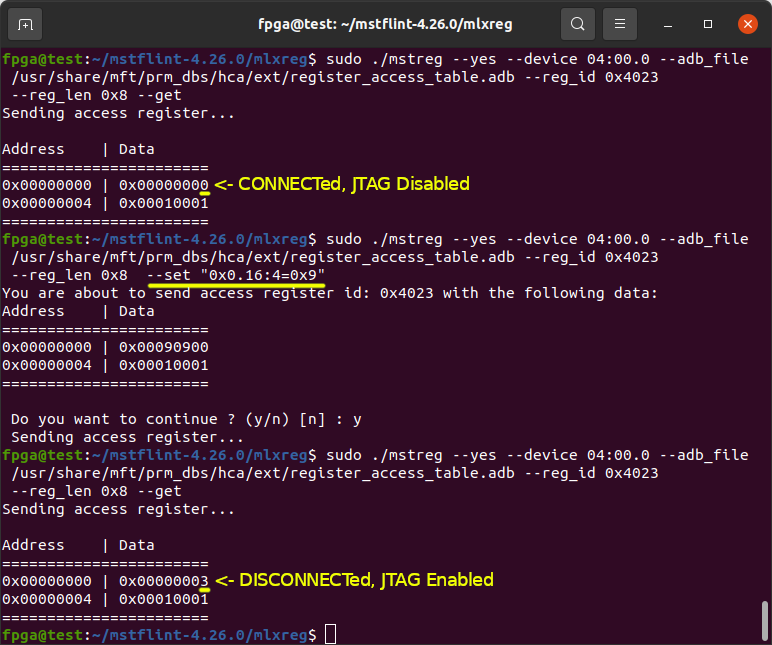 fpga@test: ~/mstflint-4.26.0/mlxreg
fpga@test:~/mstflint-4.26.0/mlxreg$ sudo ./mstreg --yes --device 04:00.0 --adb_file
/usr/share/mft/prm_dbs/hca/ext/register_access_table.adb --reg_id 0x4023
--reg_len 0x8 --get
Sending access register...
Address    | Data
=======================
0x00000000 | 0x00000000 <- CONNECTed, JTAG Disabled
0x00000004 | 0x00010001
=======================
fpga@test:~/mstflint-4.26.0/mlxreg$ sudo ./mstreg --yes --device 04:00.0 --adb_file
/usr/share/mft/prm_dbs/hca/ext/register_access_table.adb --reg_id 0x4023
--reg_len 0x8  --set "0x0.16:4=0x9"
You are about to send access register id: 0x4023 with the following data:
Address    | Data
=======================
0x00000000 | 0x00090900
0x00000004 | 0x00010001
=======================
Do you want to continue ? (y/n) [n] : y
Sending access register...
fpga@test:~/mstflint-4.26.0/mlxreg$ sudo ./mstreg --yes --device 04:00.0 --adb_file
/usr/share/mft/prm_dbs/hca/ext/register_access_table.adb --reg_id 0x4023
--reg_len 0x8 --get
Sending access register...
Address    | Data
=======================
0x00000000 | 0x00000003 <- DISCONNECTed, JTAG Enabled
0x00000004 | 0x00010001
=======================
fpga@test:~/mstflint-4.26.0/mlxreg$